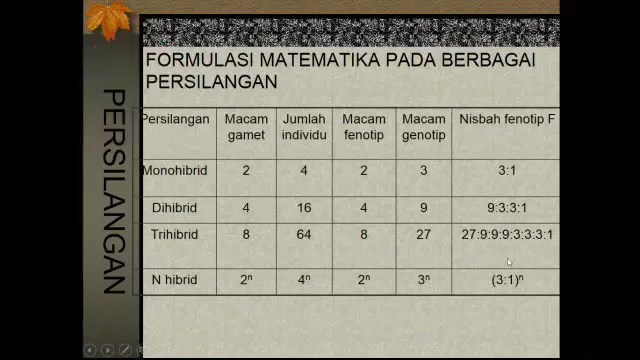 PERSILANGAN
FORMULASI MATEMATIKA PADA BERBAGAI
PERSILANGAN
Persilangan Macam gamet Jumlah individu Macam fenotip Macam genotip Nisbah fenotip F
Monohibrid 2 4 2 3 3:1
Dihibrid 4 16 4 9 9:3:3:1
Trihibrid 8 64 8 27 27:9:9:9:3:3:3:1
N hibrid 2ⁿ 4ⁿ 2ⁿ 3ⁿ (3:1)ⁿ